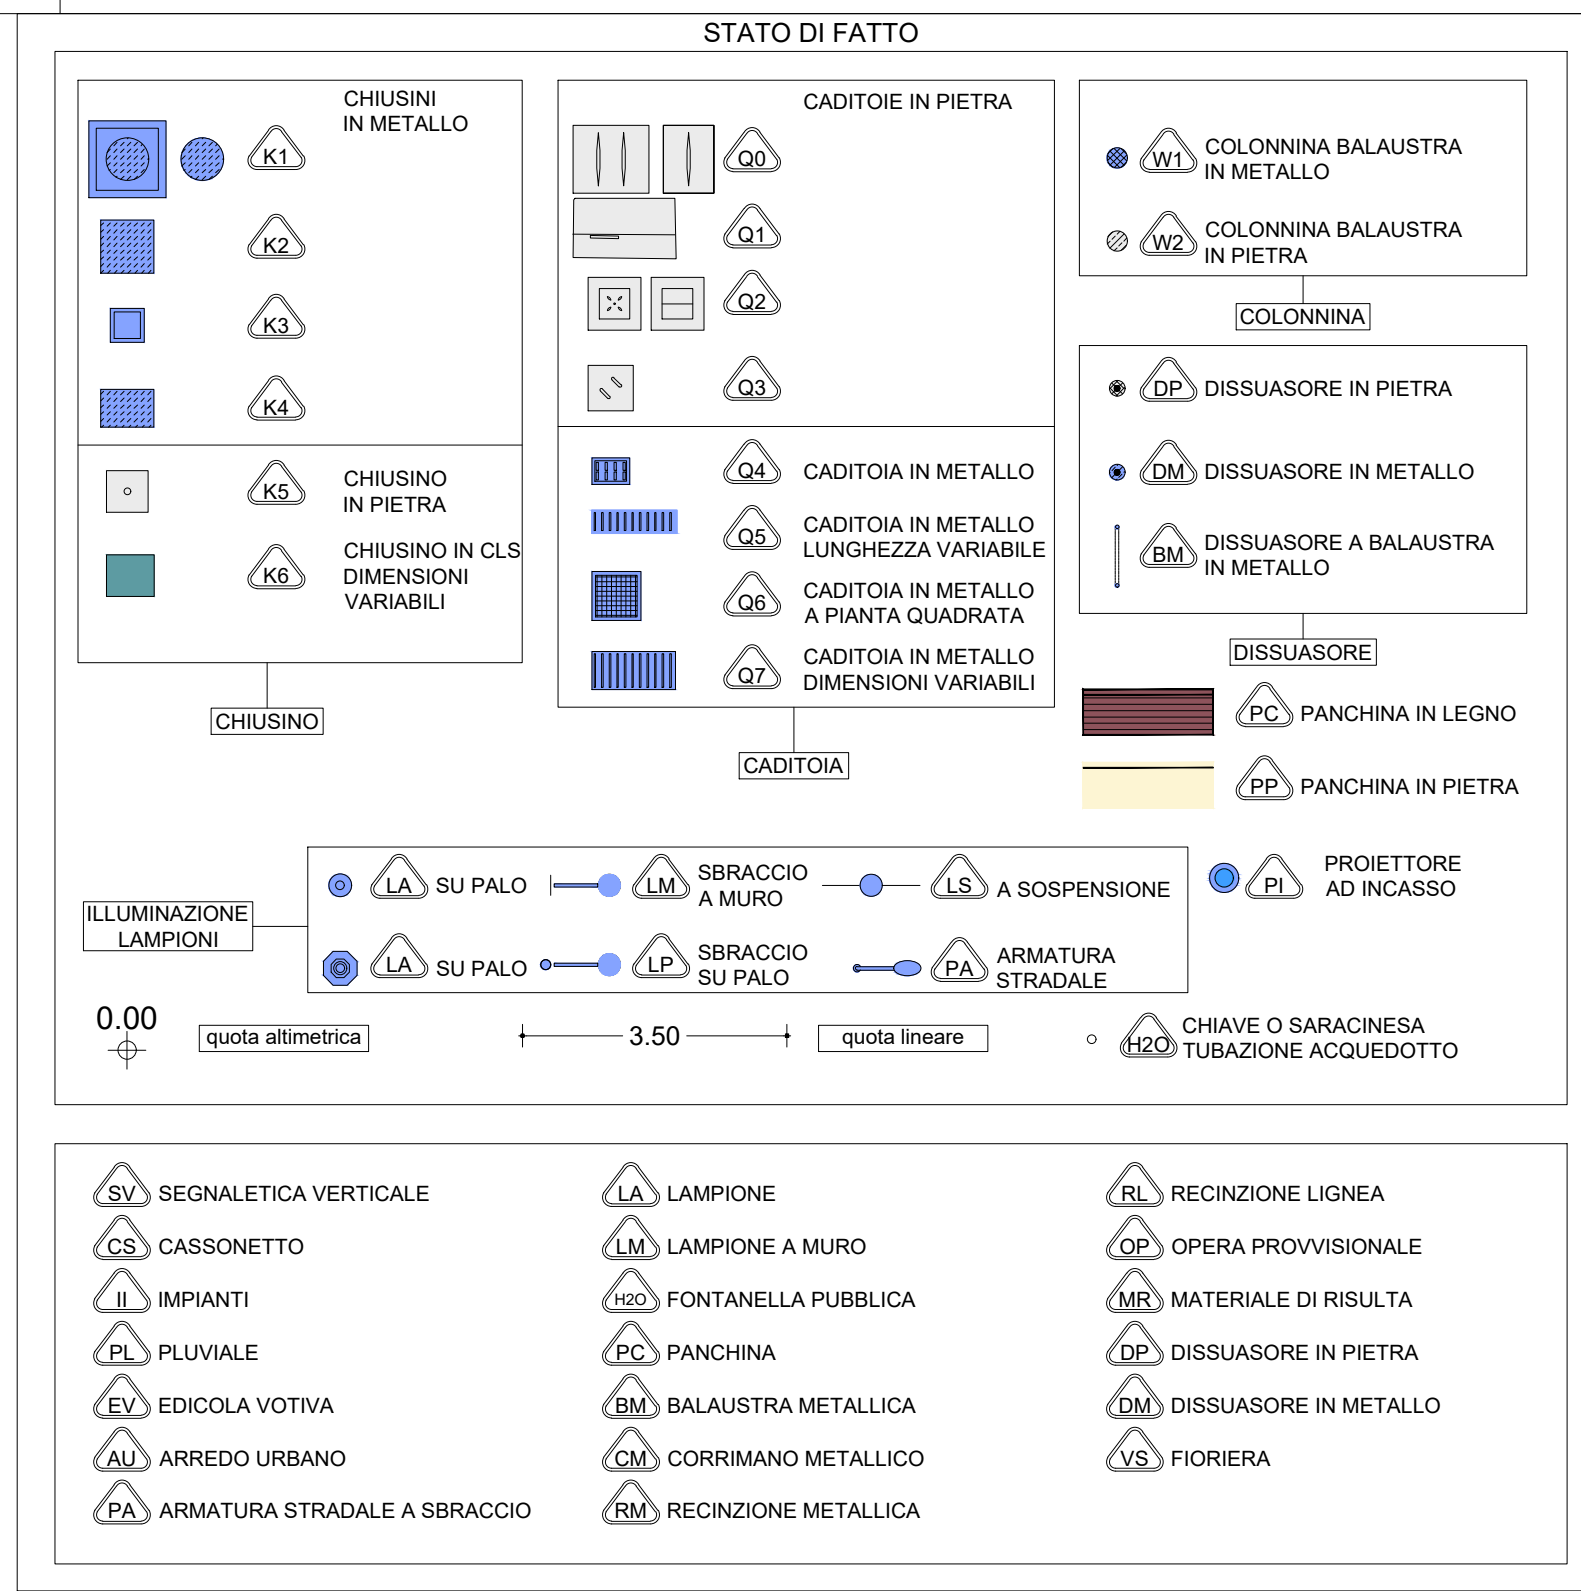 STATO DI FATTO
CHIUSINI
IN METALLO
K1
K2
K3
K4
K5
CHIUSINO
IN PIETRA
K6
CHIUSINO IN CLS
DIMENSIONI
VARIABILI
CHIUSINO
CADITOIE IN PIETRA
Q0
Q1
Q2
Q3
Q4
CADITOIA IN METALLO
Q5
CADITOIA IN METALLO
LUNGHEZZA VARIABILE
Q6
CADITOIA IN METALLO
A PIANTA QUADRATA
Q7
CADITOIA IN METALLO
DIMENSIONI VARIABILI
CADITOIA
W1
COLONNINA BALAUSTRA
IN METALLO
W2
COLONNINA BALAUSTRA
IN PIETRA
COLONNINA
DP DISSUASORE IN PIETRA
DM DISSUASORE IN METALLO
BM
DISSUASORE A BALAUSTRA
IN METALLO
DISSUASORE
PC PANCHINA IN LEGNO
PP PANCHINA IN PIETRA
ILLUMINAZIONE
LAMPIONI
LA SU PALO
LM
SBRACCIO
A MURO
LS A SOSPENSIONE
LA SU PALO
LP
SBRACCIO
SU PALO
PA
ARMATURA
STRADALE
PI
PROIETTORE
AD INCASSO
0.00
quota altimetrica
3.50
quota lineare
H2O
CHIAVE O SARACINESA
TUBAZIONE ACQUEDOTTO
SV SEGNALETICA VERTICALE
CS CASSONETTO
II IMPIANTI
PL PLUVIALE
EV EDICOLA VOTIVA
AU ARREDO URBANO
PA ARMATURA STRADALE A SBRACCIO
LA LAMPIONE
LM LAMPIONE A MURO
H2O FONTANELLA PUBBLICA
PC PANCHINA
BM BALAUSTRA METALLICA
CM CORRIMANO METALLICO
RM RECINZIONE METALLICA
RL RECINZIONE LIGNEA
OP OPERA PROVVISIONALE
MR MATERIALE DI RISULTA
DP DISSUASORE IN PIETRA
DM DISSUASORE IN METALLO
VS FIORIERA